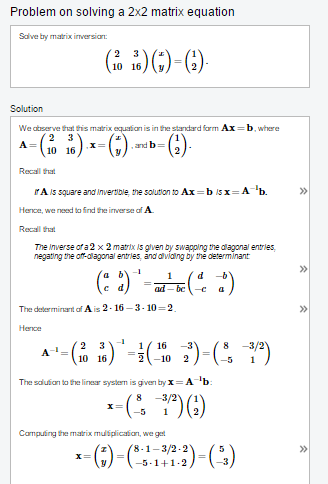 Problem on solving a 2x2 matrix equation
Solve by matrix inversion:
( 2 3 ; 10 16 ) ( x ; y ) = ( 1 ; 2 ).
Solution
We observe that this matrix equation is in the standard form Ax = b, where
A = ( 2 3 ; 10 16 ), x = ( x ; y ), and b = ( 1 ; 2 ).
Recall that
If A is square and invertible, the solution to Ax = b is x = A⁻¹b.
»
Hence, we need to find the inverse of A.
Recall that
The inverse of a 2 × 2 matrix is given by swapping the diagonal entries,
negating the off-diagonal entries, and dividing by the determinant:
( a b ; c d )⁻¹ = 1/(ad − bc) ( d −b ; −c a )
»
The determinant of A is 2 · 16 − 3 · 10 = 2.
»
Hence
A⁻¹ = ( 2 3 ; 10 16 )⁻¹ = 1/2 ( 16 −3 ; −10 2 ) = ( 8 −3/2 ; −5 1 )
The solution to the linear system is given by x = A⁻¹b:
x = ( 8 −3/2 ; −5 1 ) ( 1 ; 2 )
Computing the matrix multiplication, we get
»
x = ( x ; y ) = ( 8 · 1 − 3/2 · 2 ; −5 · 1 + 1 · 2 ) = ( 5 ; −3 )